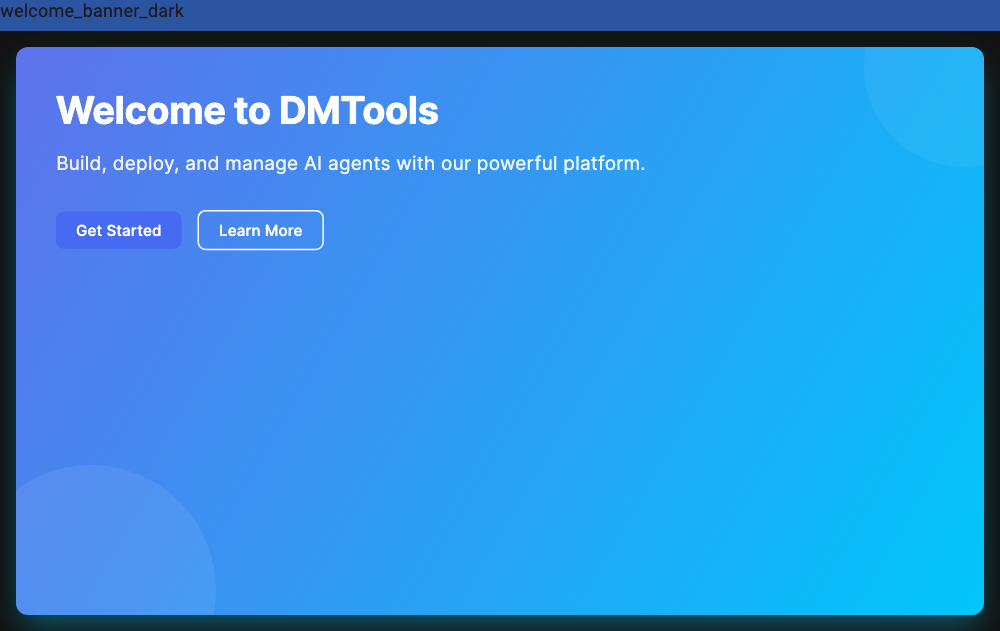 welcome_banner_dark
Welcome to DMTools
Build, deploy, and manage AI agents with our powerful platform.
Get Started
Learn More